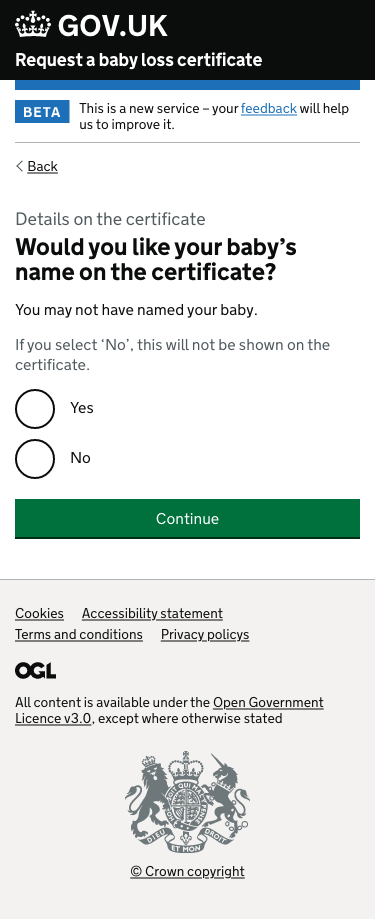 GOV.UK
Request a baby loss certificate
BETA
This is a new service – your feedback will help
us to improve it.
Back
Details on the certificate
Would you like your baby’s
name on the certificate?
You may not have named your baby.
If you select ‘No’, this will not be shown on the
certificate.
Yes
No
Continue
Cookies Accessibility statement
Terms and conditions Privacy policys
OGL
All content is available under the Open Government
Licence v3.0, except where otherwise stated
DIEU ET MON DROIT
© Crown copyright